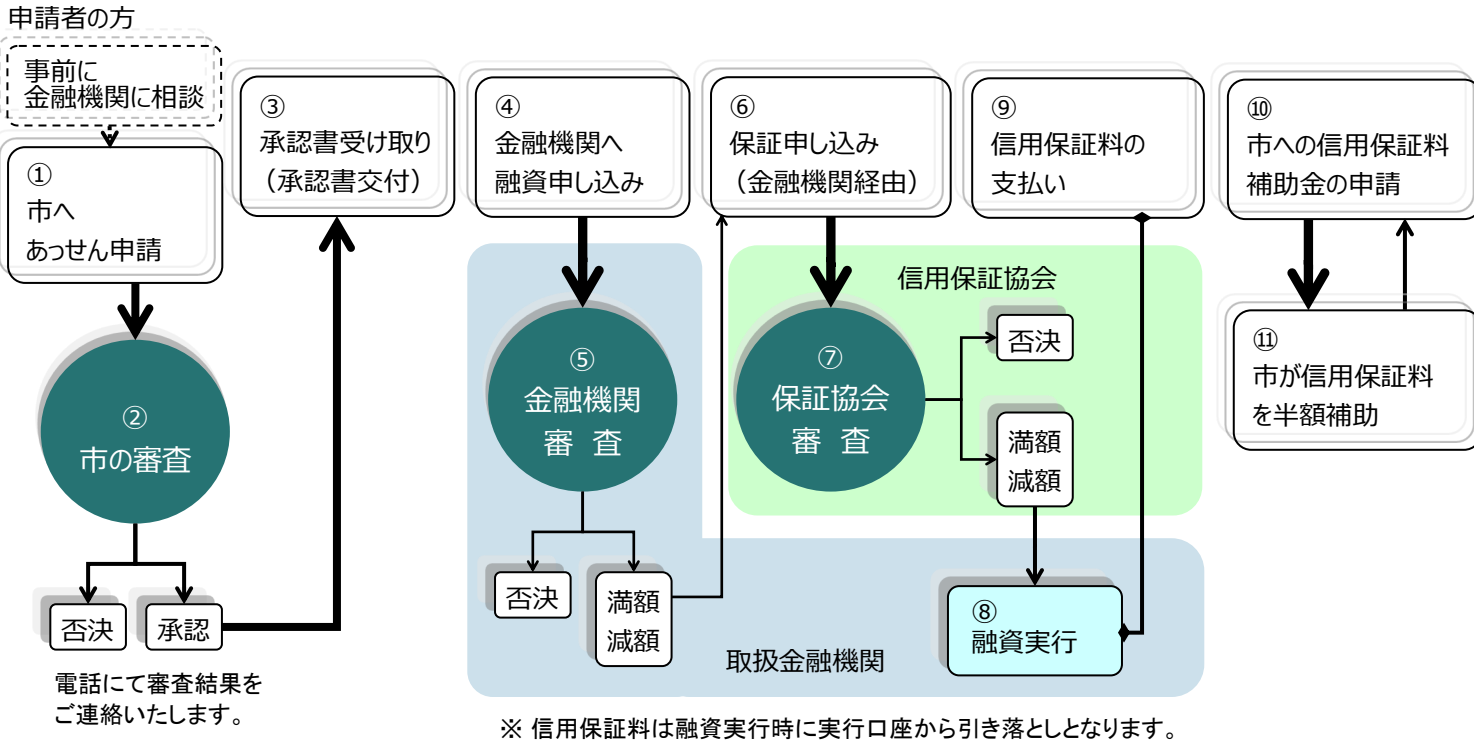 申請者の方
事前に
金融機関に相談
①
市へ
あっせん申請
②
市の審査
否決
承認
電話にて審査結果を
ご連絡いたします。
③
承認書受け取り
（承認書交付）
④
金融機関へ
融資申し込み
⑤
金融機関
審 査
否決
満額
減額
⑥
保証申し込み
（金融機関経由）
信用保証協会
⑦
保証協会
審 査
否決
満額
減額
⑧
融資実行
取扱金融機関
⑨
信用保証料の
支払い
⑩
市への信用保証料
補助金の申請
⑪
市が信用保証料
を半額補助
※ 信用保証料は融資実行時に実行口座から引き落としとなります。